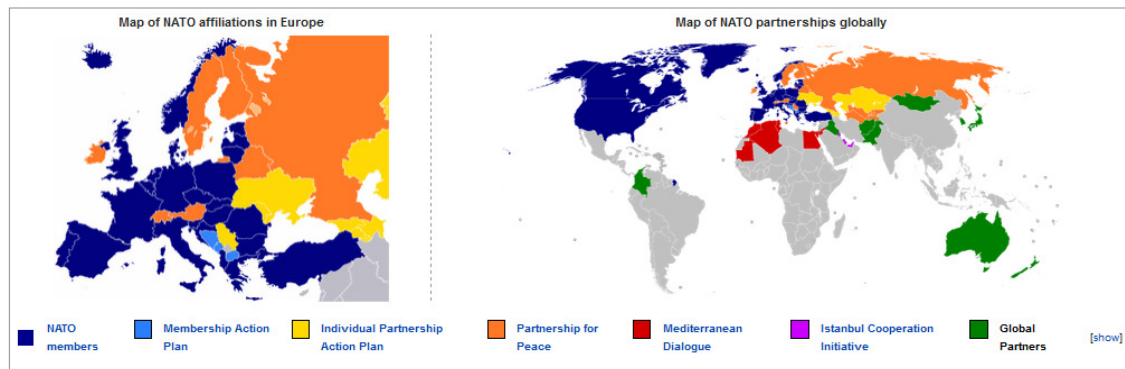 Map of NATO affiliations in Europe
Map of NATO partnerships globally
NATO
members
Membership Action
Plan
Individual Partnership
Action Plan
Partnership for
Peace
Mediterranean
Dialogue
Istanbul Cooperation
Initiative
Global
Partners
[show]